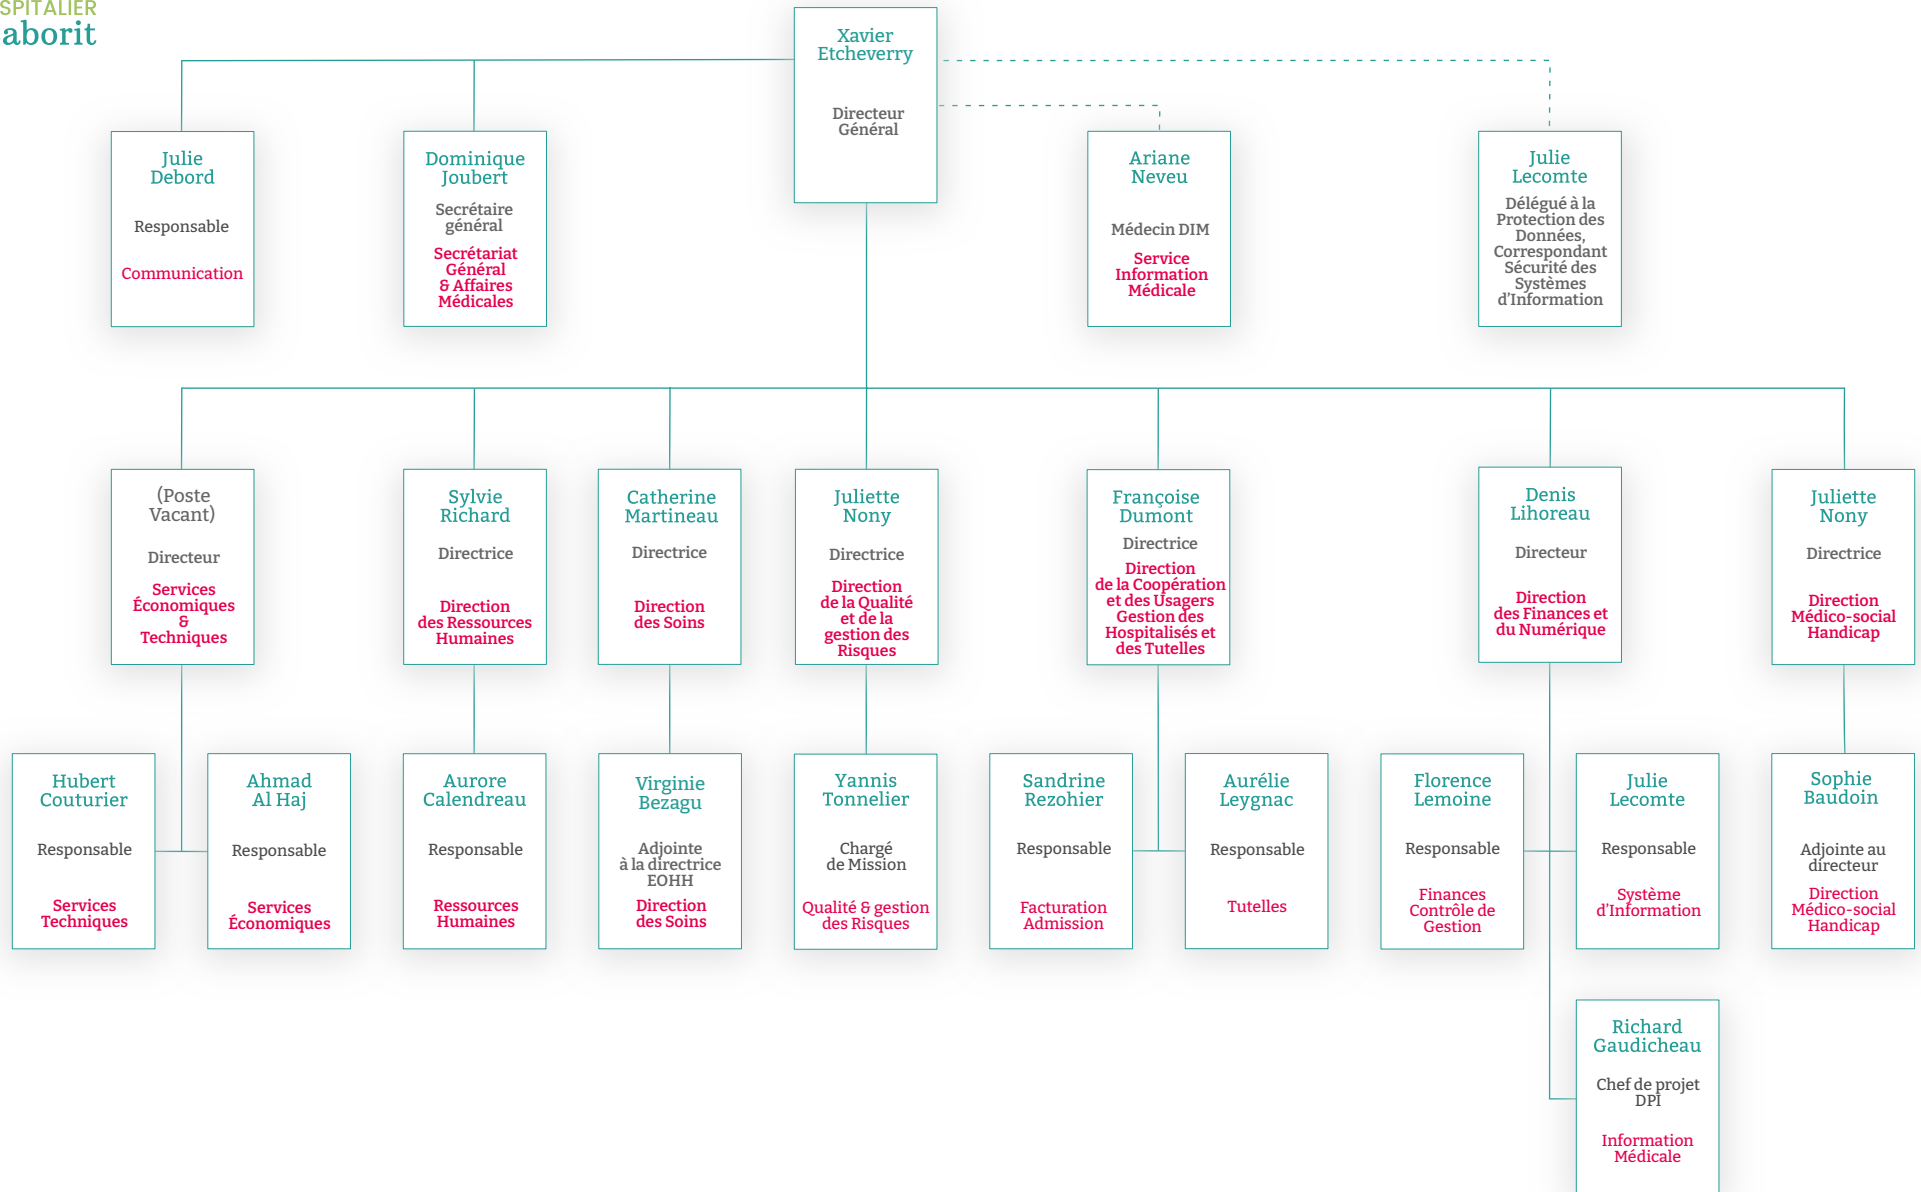 SPITALIER
aborit
Xavier
Etcheverry
Directeur
Général
Julie
Debord
Responsable
Communication
Dominique
Joubert
Secrétaire
général
Secrétariat
Général
& Affaires
Médicales
Ariane
Neveu
Médecin DIM
Service
Information
Médicale
Julie
Lecomte
Délégué à la
Protection des
Données,
Correspondant
Sécurité des
Systèmes
d’Information
(Poste
Vacant)
Directeur
Services
Économiques
&
Techniques
Sylvie
Richard
Directrice
Direction
des Ressources
Humaines
Catherine
Martineau
Directrice
Direction
des Soins
Juliette
Nony
Directrice
Direction
de la Qualité
et de la
gestion des
Risques
Françoise
Dumont
Directrice
Direction
de la Coopération
et des Usagers
Gestion des
Hospitalisés et
des Tutelles
Denis
Lihoreau
Directeur
Direction
des Finances et
du Numérique
Juliette
Nony
Directrice
Direction
Médico-social
Handicap
Hubert
Couturier
Responsable
Services
Techniques
Ahmad
Al Haj
Responsable
Services
Économiques
Aurore
Calendreau
Responsable
Ressources
Humaines
Virginie
Bezagu
Adjointe
à la directrice
EOHH
Direction
des Soins
Yannis
Tonnelier
Chargé
de Mission
Qualité & gestion
des Risques
Sandrine
Rezohier
Responsable
Facturation
Admission
Aurélie
Leygnac
Responsable
Tutelles
Florence
Lemoine
Responsable
Finances
Contrôle de
Gestion
Julie
Lecomte
Responsable
Système
d’Information
Sophie
Baudoin
Adjointe au
directeur
Direction
Médico-social
Handicap
Richard
Gaudicheau
Chef de projet
DPI
Information
Médicale